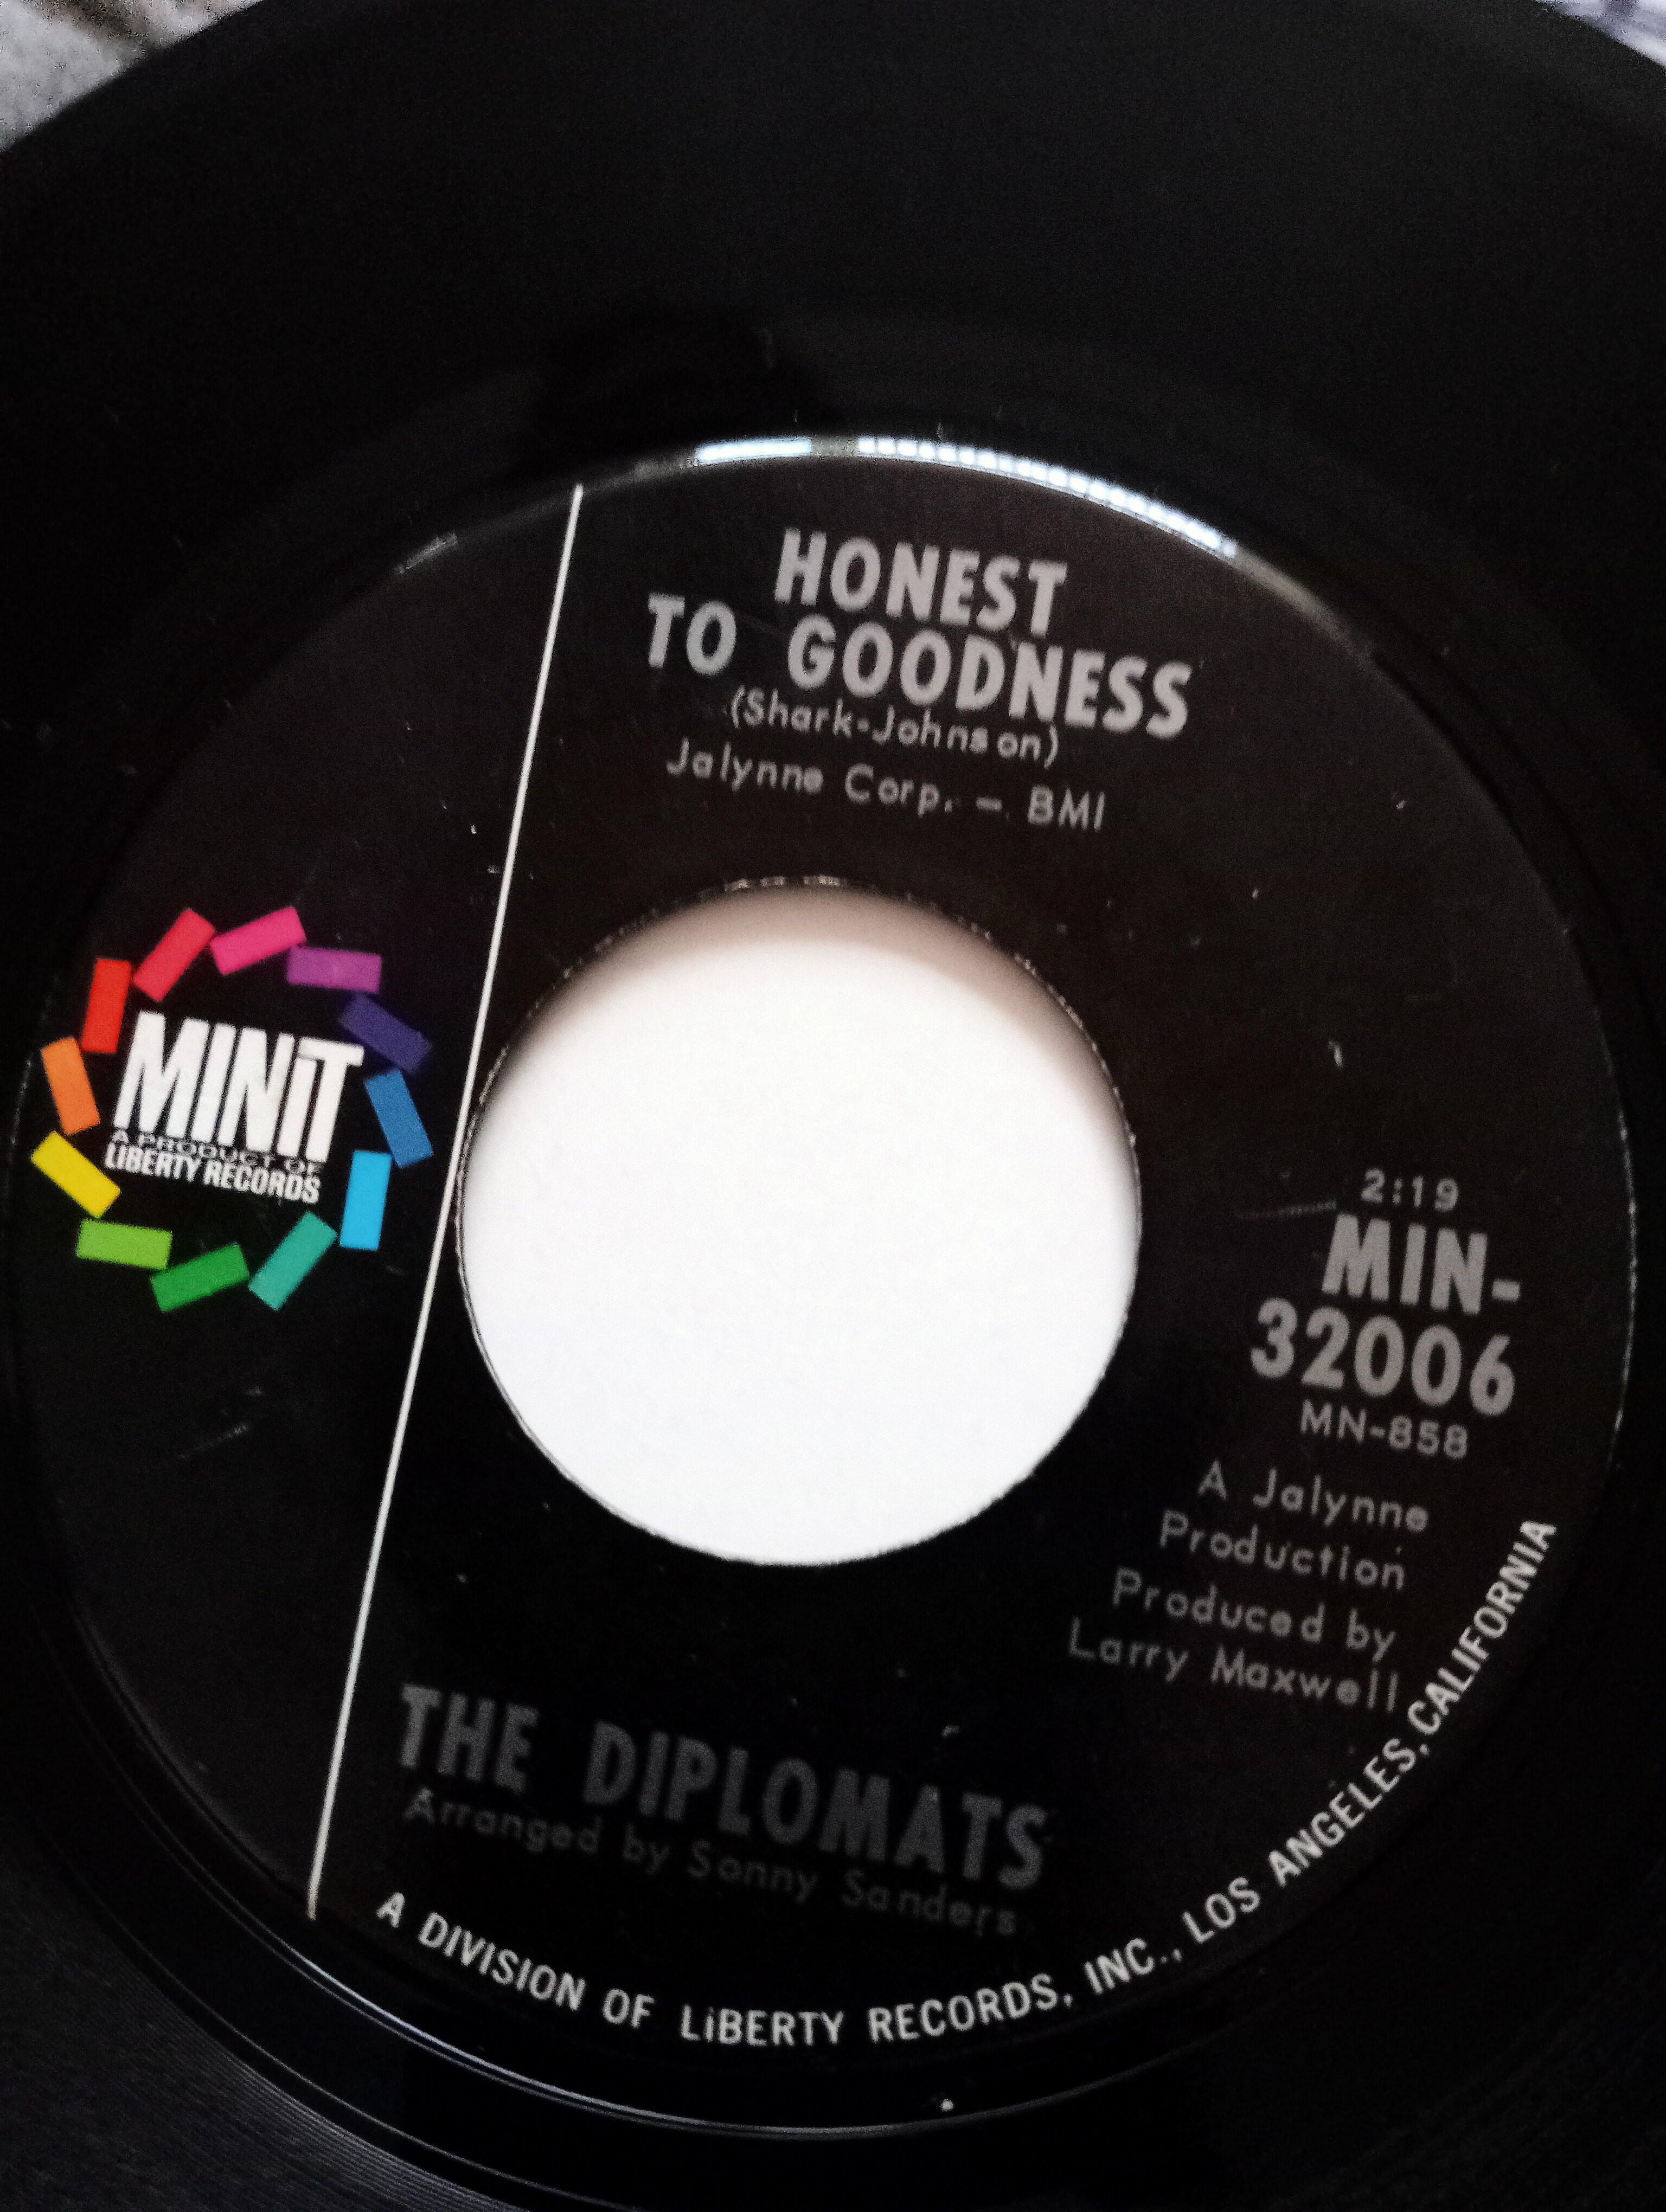 HONEST
TO GOODNESS
(Shark-Johnson)
Jalynne Corp. – BMI
MINiT
A PRODUCT OF
LIBERTY RECORDS
2:19
MIN-
32006
MN-858
A Jalynne
Production
Produced by
Larry Maxwell
THE DIPLOMATS
Arranged by Sonny Sanders
A DIVISION OF LiBERTY RECORDS, INC., LOS ANGELES, CALIFORNIA